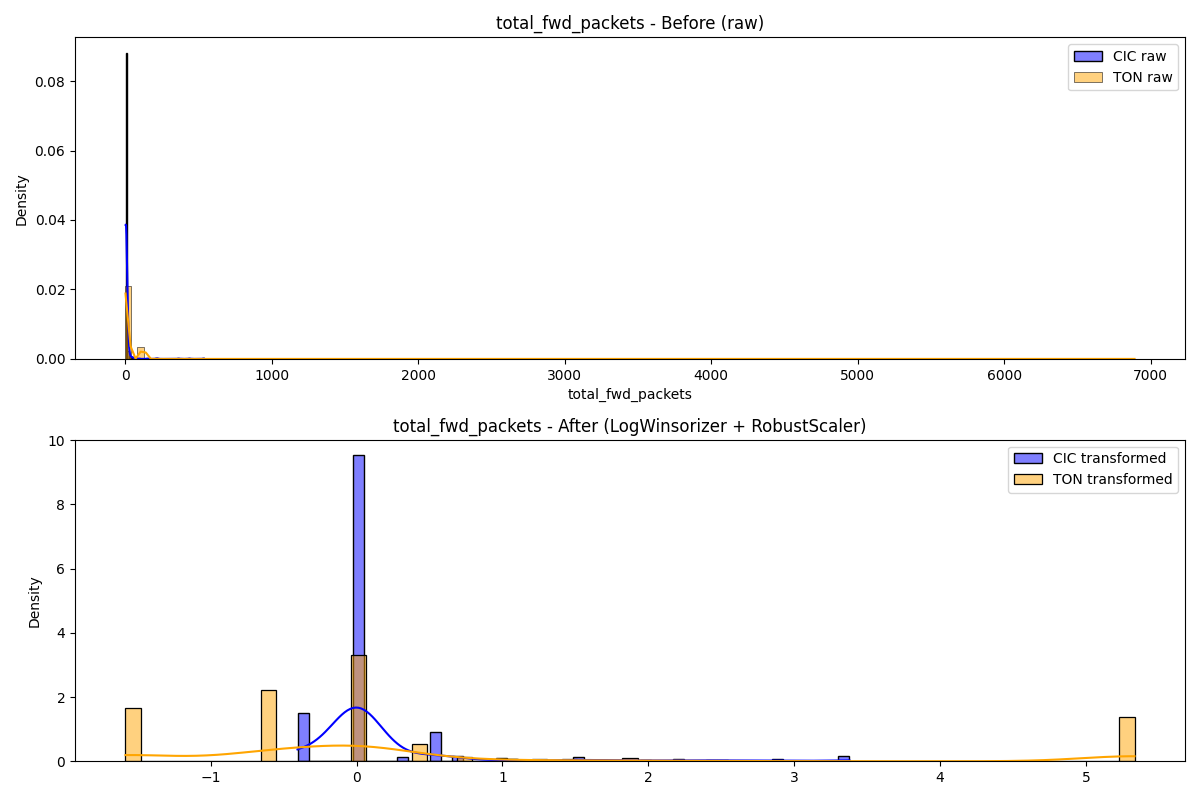 total_fwd_packets - Before (raw)
CIC raw
TON raw
Density
0.08
0.06
0.04
0.02
0.00
0 1000 2000 3000 4000 5000 6000 7000
total_fwd_packets
total_fwd_packets - After (LogWinsorizer + RobustScaler)
CIC transformed
TON transformed
Density
10
8
6
4
2
0
−1 0 1 2 3 4 5